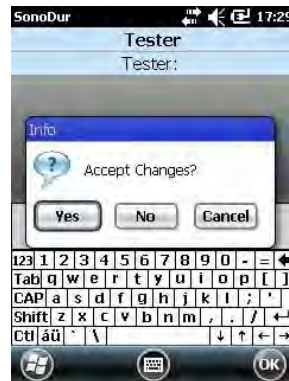 SonoDur 17:29
Tester
Tester:
Info
Accept Changes?
Yes No Cancel
123 1 2 3 4 5 6 7 8 9 0 - =
Tab q w e r t y u i o p [ ]
CAP a s d f g h j k l ; '
Shift z x c v b n m , . /
Ctl áü ` \
OK